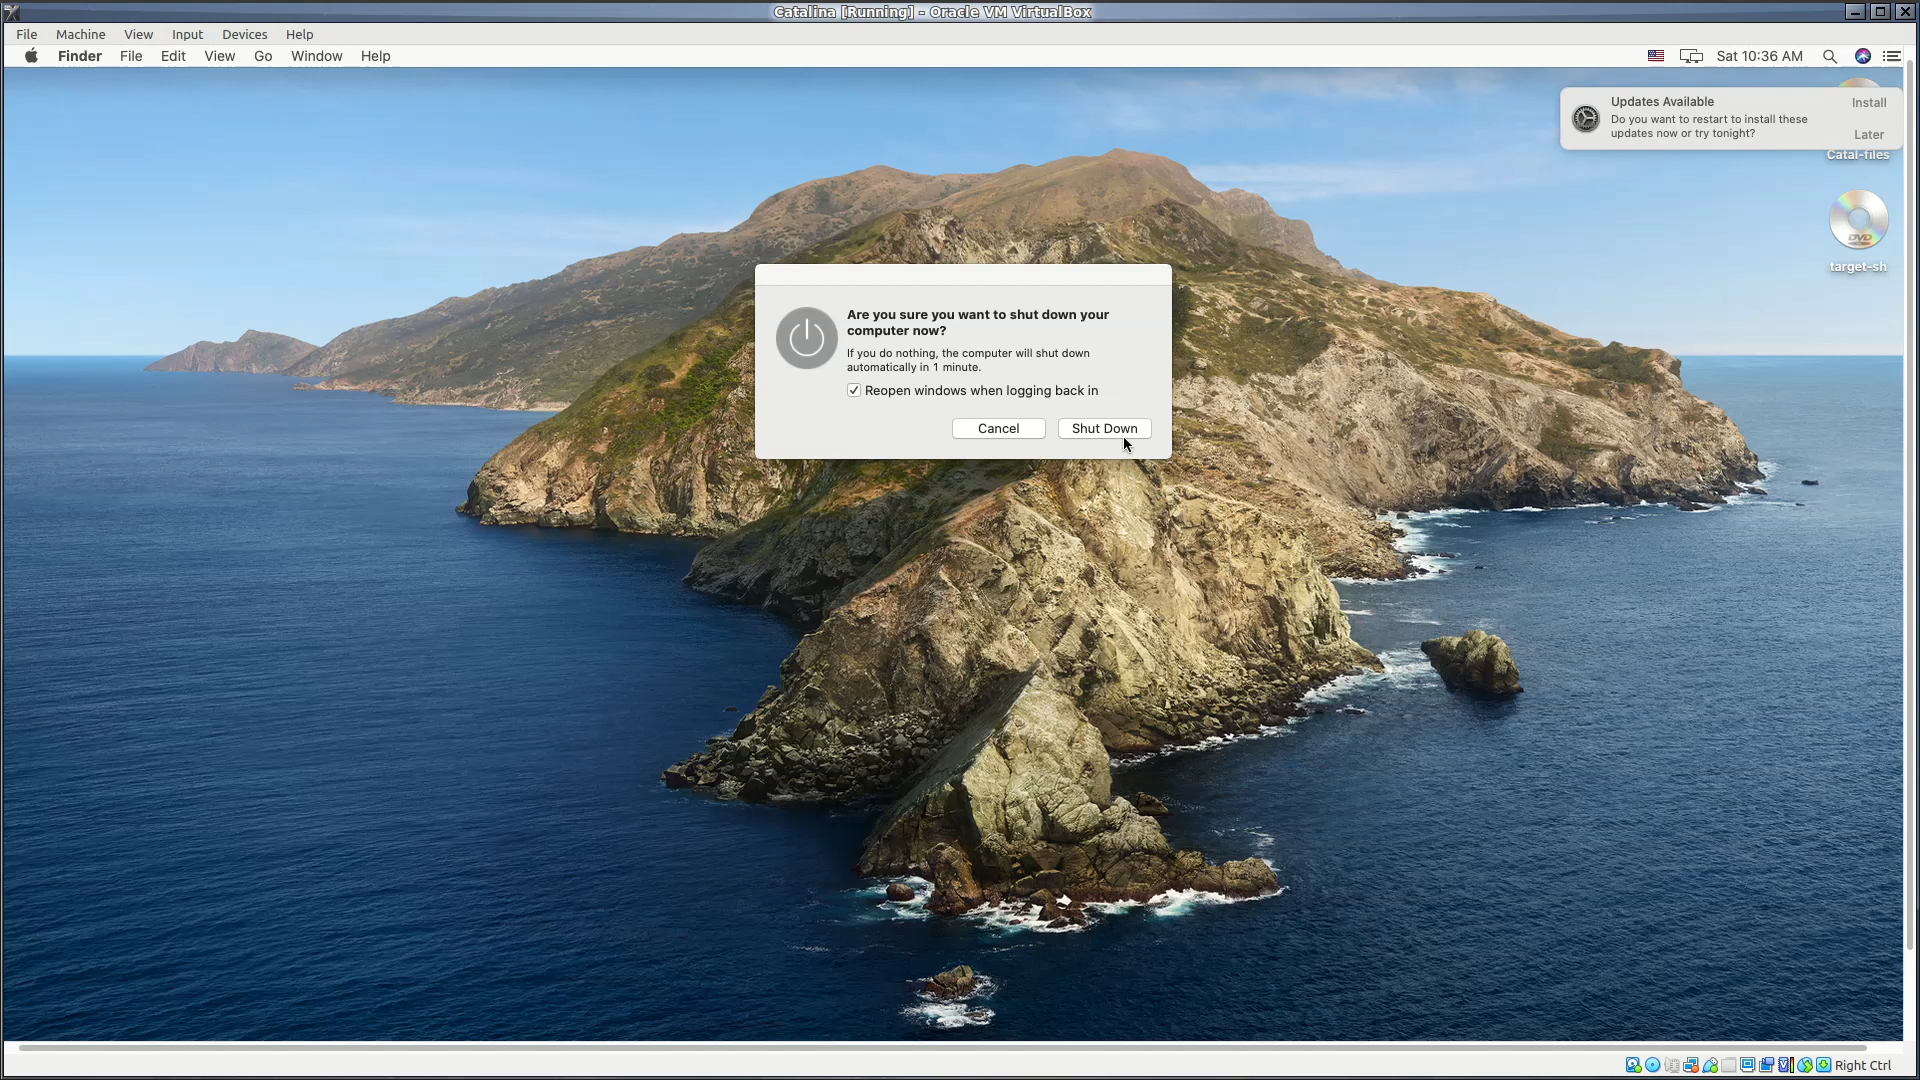 Catalina [Running] - Oracle VM VirtualBox
File Machine View Input Devices Help
Finder File Edit View Go Window Help
Sat 10:36 AM
Updates Available
Do you want to restart to install these
updates now or try tonight?
Install
Later
Catal-files
DVD
target-sh
Are you sure you want to shut down your
computer now?
If you do nothing, the computer will shut down
automatically in 1 minute.
Reopen windows when logging back in
Cancel
Shut Down
Right Ctrl